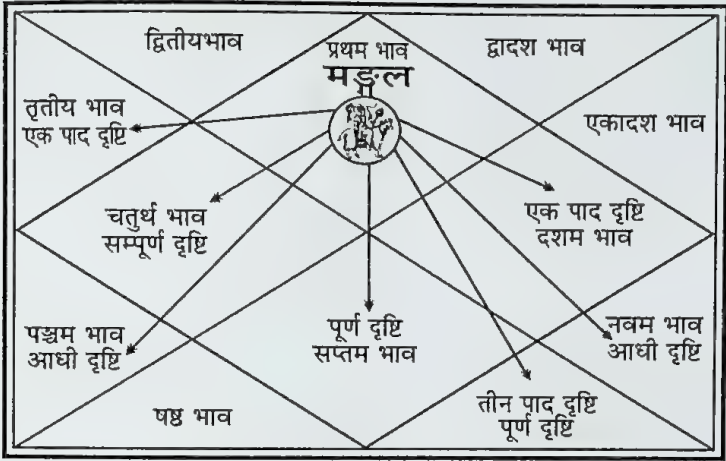 द्वितीयभाव
प्रथम भाव
मङ्गल
द्वादश भाव
तृतीय भाव
एक पाद दृष्टि
एकादश भाव
चतुर्थ भाव
सम्पूर्ण दृष्टि
एक पाद दृष्टि
दशम भाव
पञ्चम भाव
आधी दृष्टि
पूर्ण दृष्टि
सप्तम भाव
नवम भाव
आधी दृष्टि
षष्ठ भाव
तीन पाद दृष्टि
पूर्ण दृष्टि